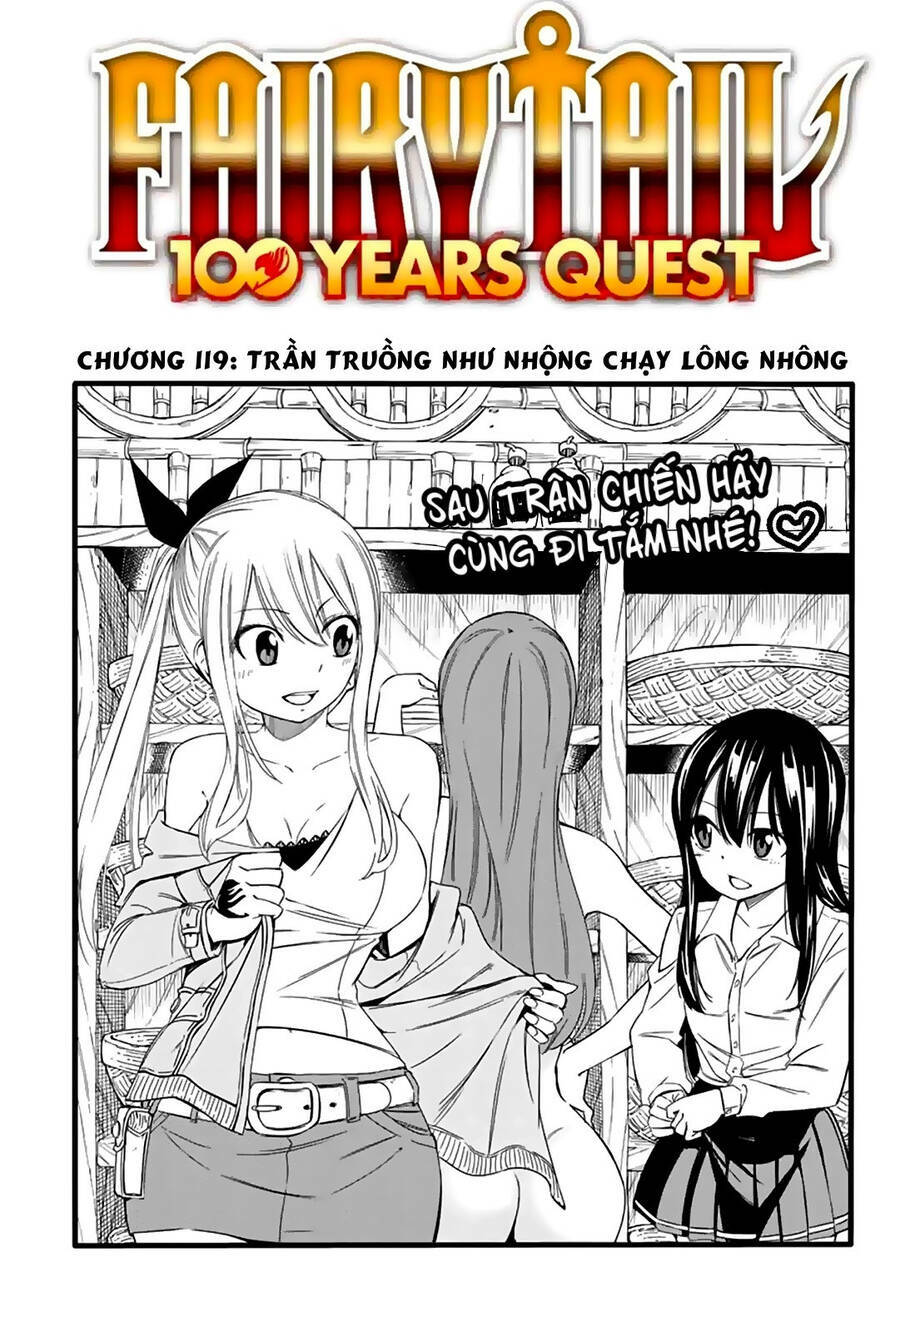 FAIRY TAIL
100 YEARS QUEST
CHƯƠNG 119: TRẦN TRUỒNG NHƯ NHỘNG CHẠY LÔNG NHÔNG
SAU TRẬN CHIẾN HÃY
CÙNG ĐI TẮM NHÉ! ♡